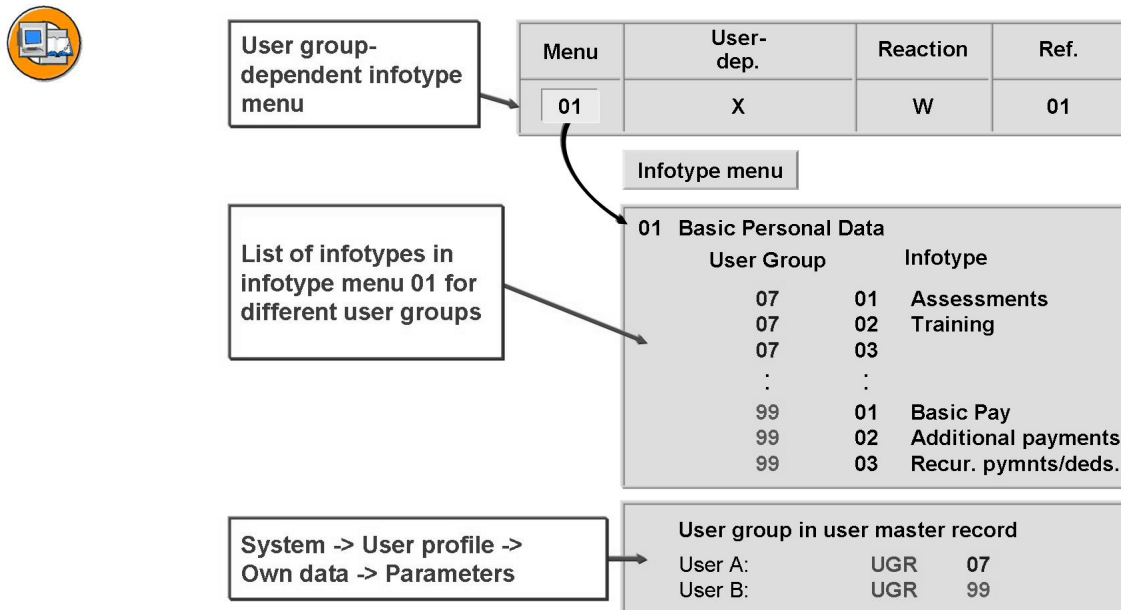 User group-
dependent infotype
menu
Menu User-
dep. Reaction Ref.
01 X W 01
Infotype menu
List of infotypes in
infotype menu 01 for
different user groups
01 Basic Personal Data
User Group Infotype
07 01 Assessments
07 02 Training
07 03
: :
99 01 Basic Pay
99 02 Additional payments
99 03 Recur. pymnts/deds.
System -> User profile ->
Own data -> Parameters
User group in user master record
User A: UGR 07
User B: UGR 99